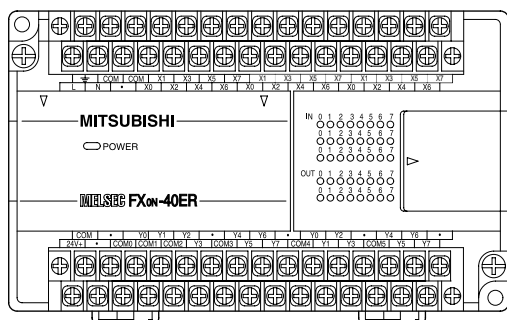 ⏚ COM COM X1 X3 X5 X7 X1 X3 X5 X7 X1 X3 X5 X7
L N • X0 X2 X4 X6 X0 X2 X4 X6 X0 X2 X4 X6
MITSUBISHI
POWER
MELSEC FX0N-40ER
IN 0 1 2 3 4 5 6 7
0 1 2 3 4 5 6 7
0 1 2 3 4 5 6 7
OUT 0 1 2 3 4 5 6 7
0 1 2 3 4 5 6 7
COM • Y0 Y1 Y2 • Y4 Y6 • Y0 Y2 • Y4 Y6 •
24V+ • COM0 COM1 COM2 Y3 COM3 Y5 Y7 COM4 Y1 Y3 COM5 Y5 Y7